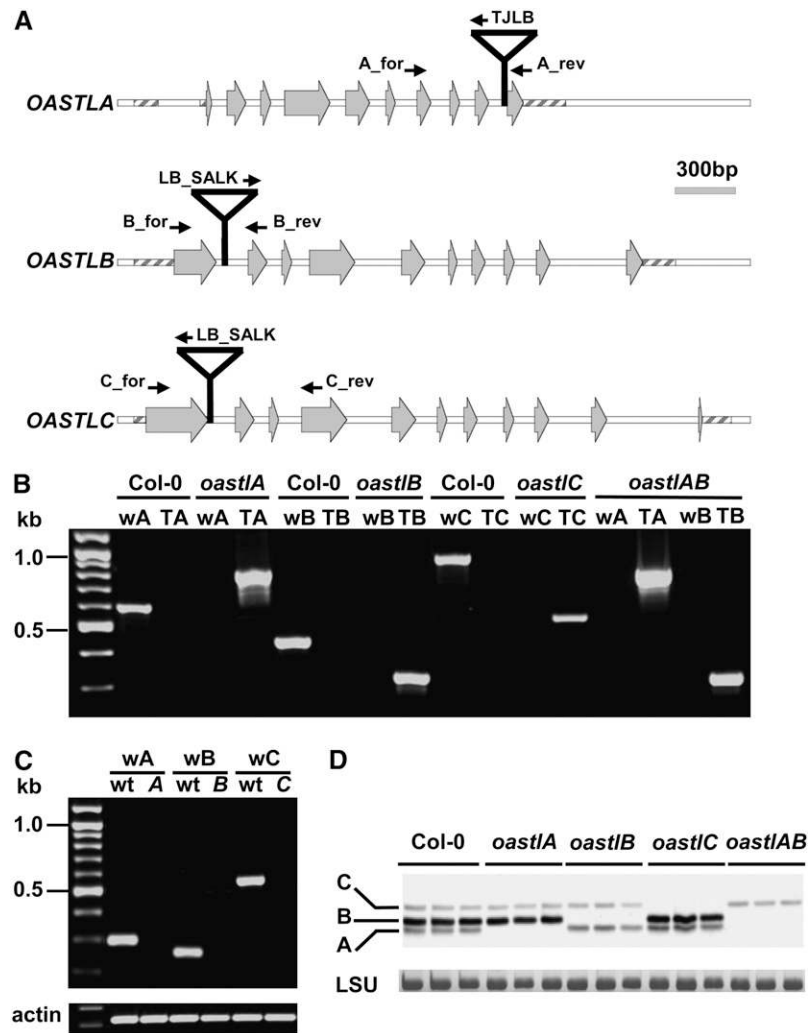 A
TJLB
A_for
A_rev
OASTLA
300bp
LB_SALK
B_for
B_rev
OASTLB
LB_SALK
C_for
C_rev
OASTLC
B
Col-0 oastlA Col-0 oastlB Col-0 oastlC oastlAB
kb wA TA wA TA wB TB wB TB wC TC wC TC wA TA wB TB
1.0
0.5
C
wA wB wC
kb wt A wt B wt C
1.0
0.5
actin
D
Col-0 oastlA oastlB oastlC oastlAB
C
B
A
LSU